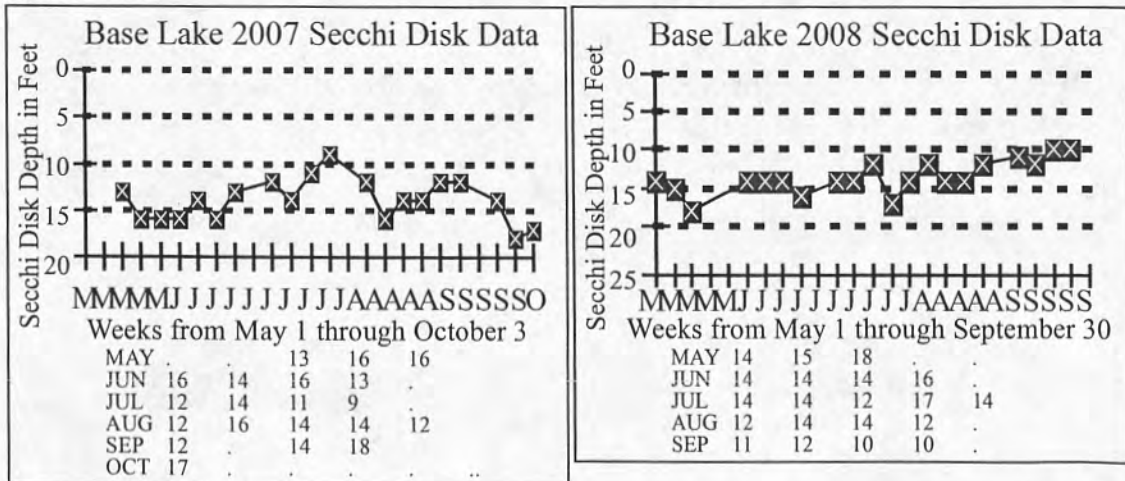 Base Lake 2007 Secchi Disk Data
Secchi Disk Depth in Feet
0
5
10
15
20
M M M M M J J J J J J J J J A A A A A S S S S S O
Weeks from May 1 through October 3
MAY . . 13 16 16
JUN 16 14 16 13 .
JUL 12 14 11 9 .
AUG 12 16 14 14 12
SEP 12 . 14 18
OCT 17 . . . . ..
Base Lake 2008 Secchi Disk Data
Secchi Disk Depth in Feet
0
5
10
15
20
25
M M M M M J J J J J J J J J A A A A A S S S S S
Weeks from May 1 through September 30
MAY 14 15 18 . .
JUN 14 14 14 16 .
JUL 14 14 12 17 14
AUG 12 14 14 12 .
SEP 11 12 10 10 .